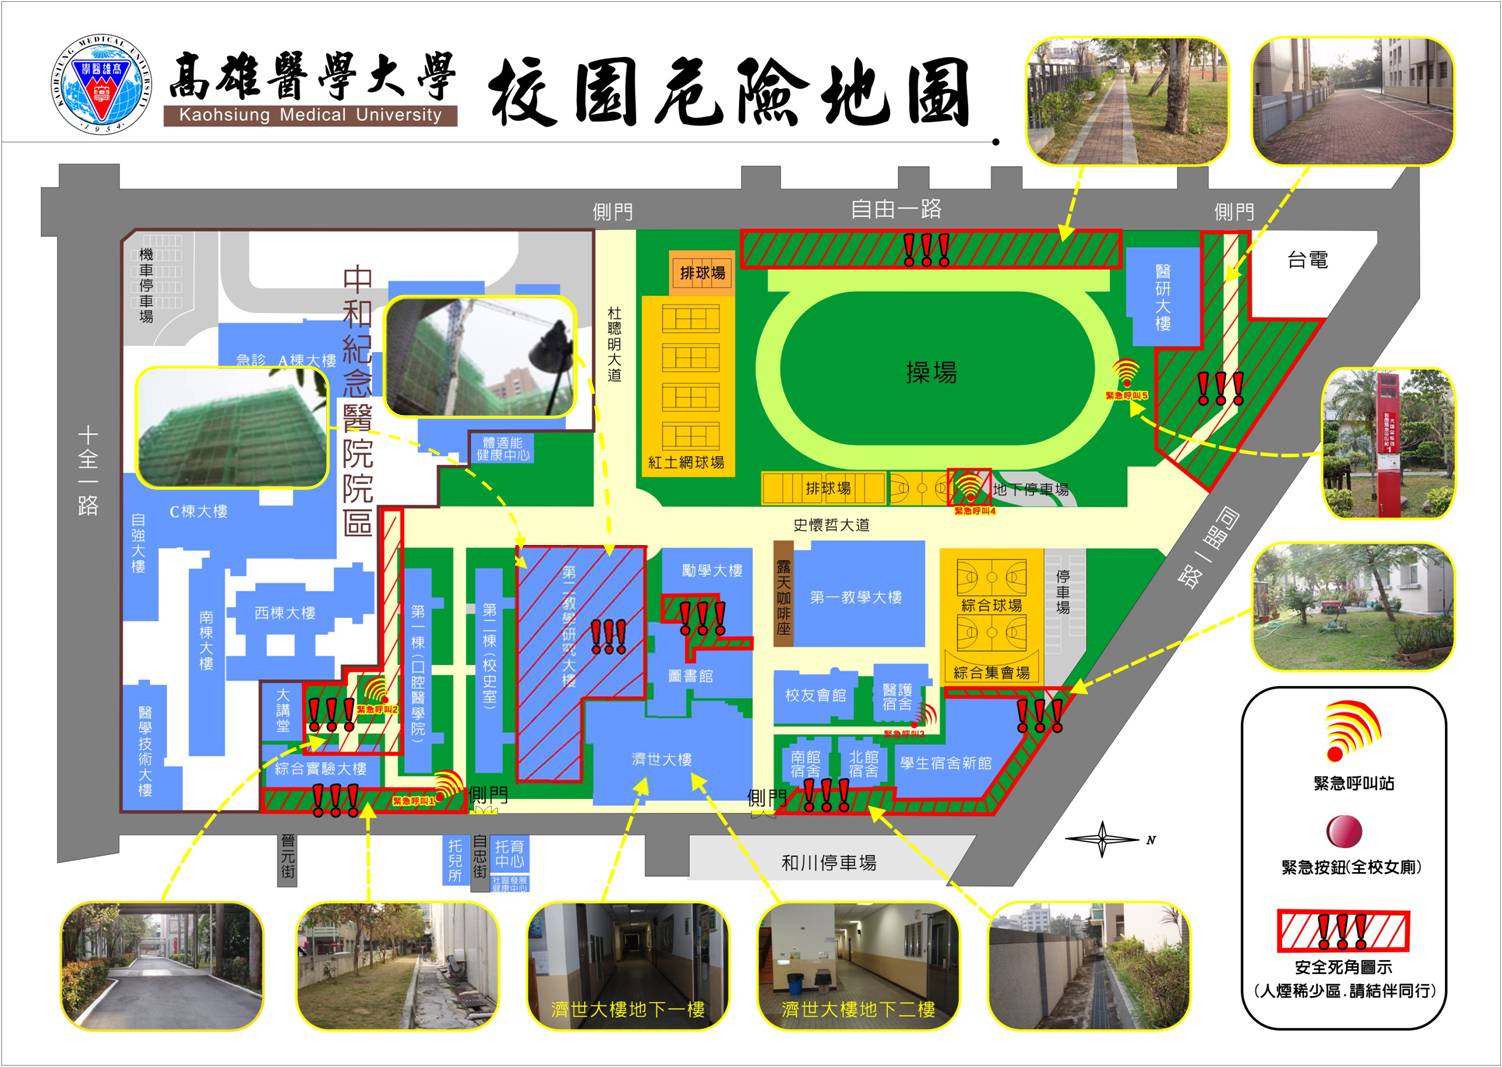 KAOHSIUNG MEDICAL UNIVERSITY
學醫雄高
1954
高雄醫學大學
Kaohsiung Medical University
校園危險地圖
側門
自由一路
側門
台電
機車停車場
中和紀念醫院院區
杜聰明大道
排球場
醫研大樓
急診 A棟大樓
操場
緊急呼叫5
十全一路
體適能
健康中心
紅土網球場
排球場
地下停車場
緊急呼叫4
C棟大樓
自強大樓
史懷哲大道
同盟二路
南棟大樓
西棟大樓
第一棟(口腔醫學院)
第二棟(校史室)
第二教學研究大樓
勵學大樓
露天咖啡座
第一教學大樓
綜合球場
停車場
圖書館
綜合集會場
大講堂
緊急呼叫2
校友會館
醫護
宿舍
緊急呼叫3
醫學技術大樓
綜合實驗大樓
濟世大樓
南館
宿舍
北館
宿舍
學生宿舍新館
緊急呼叫1
側門
側門
晉元街
托兒所
自忠街
托育
中心
社區發展
健康中心
和川停車場
N
濟世大樓地下一樓
濟世大樓地下二樓
緊急呼叫站
緊急按鈕(全校女廁)
安全死角圖示
(人煙稀少區.請結伴同行)